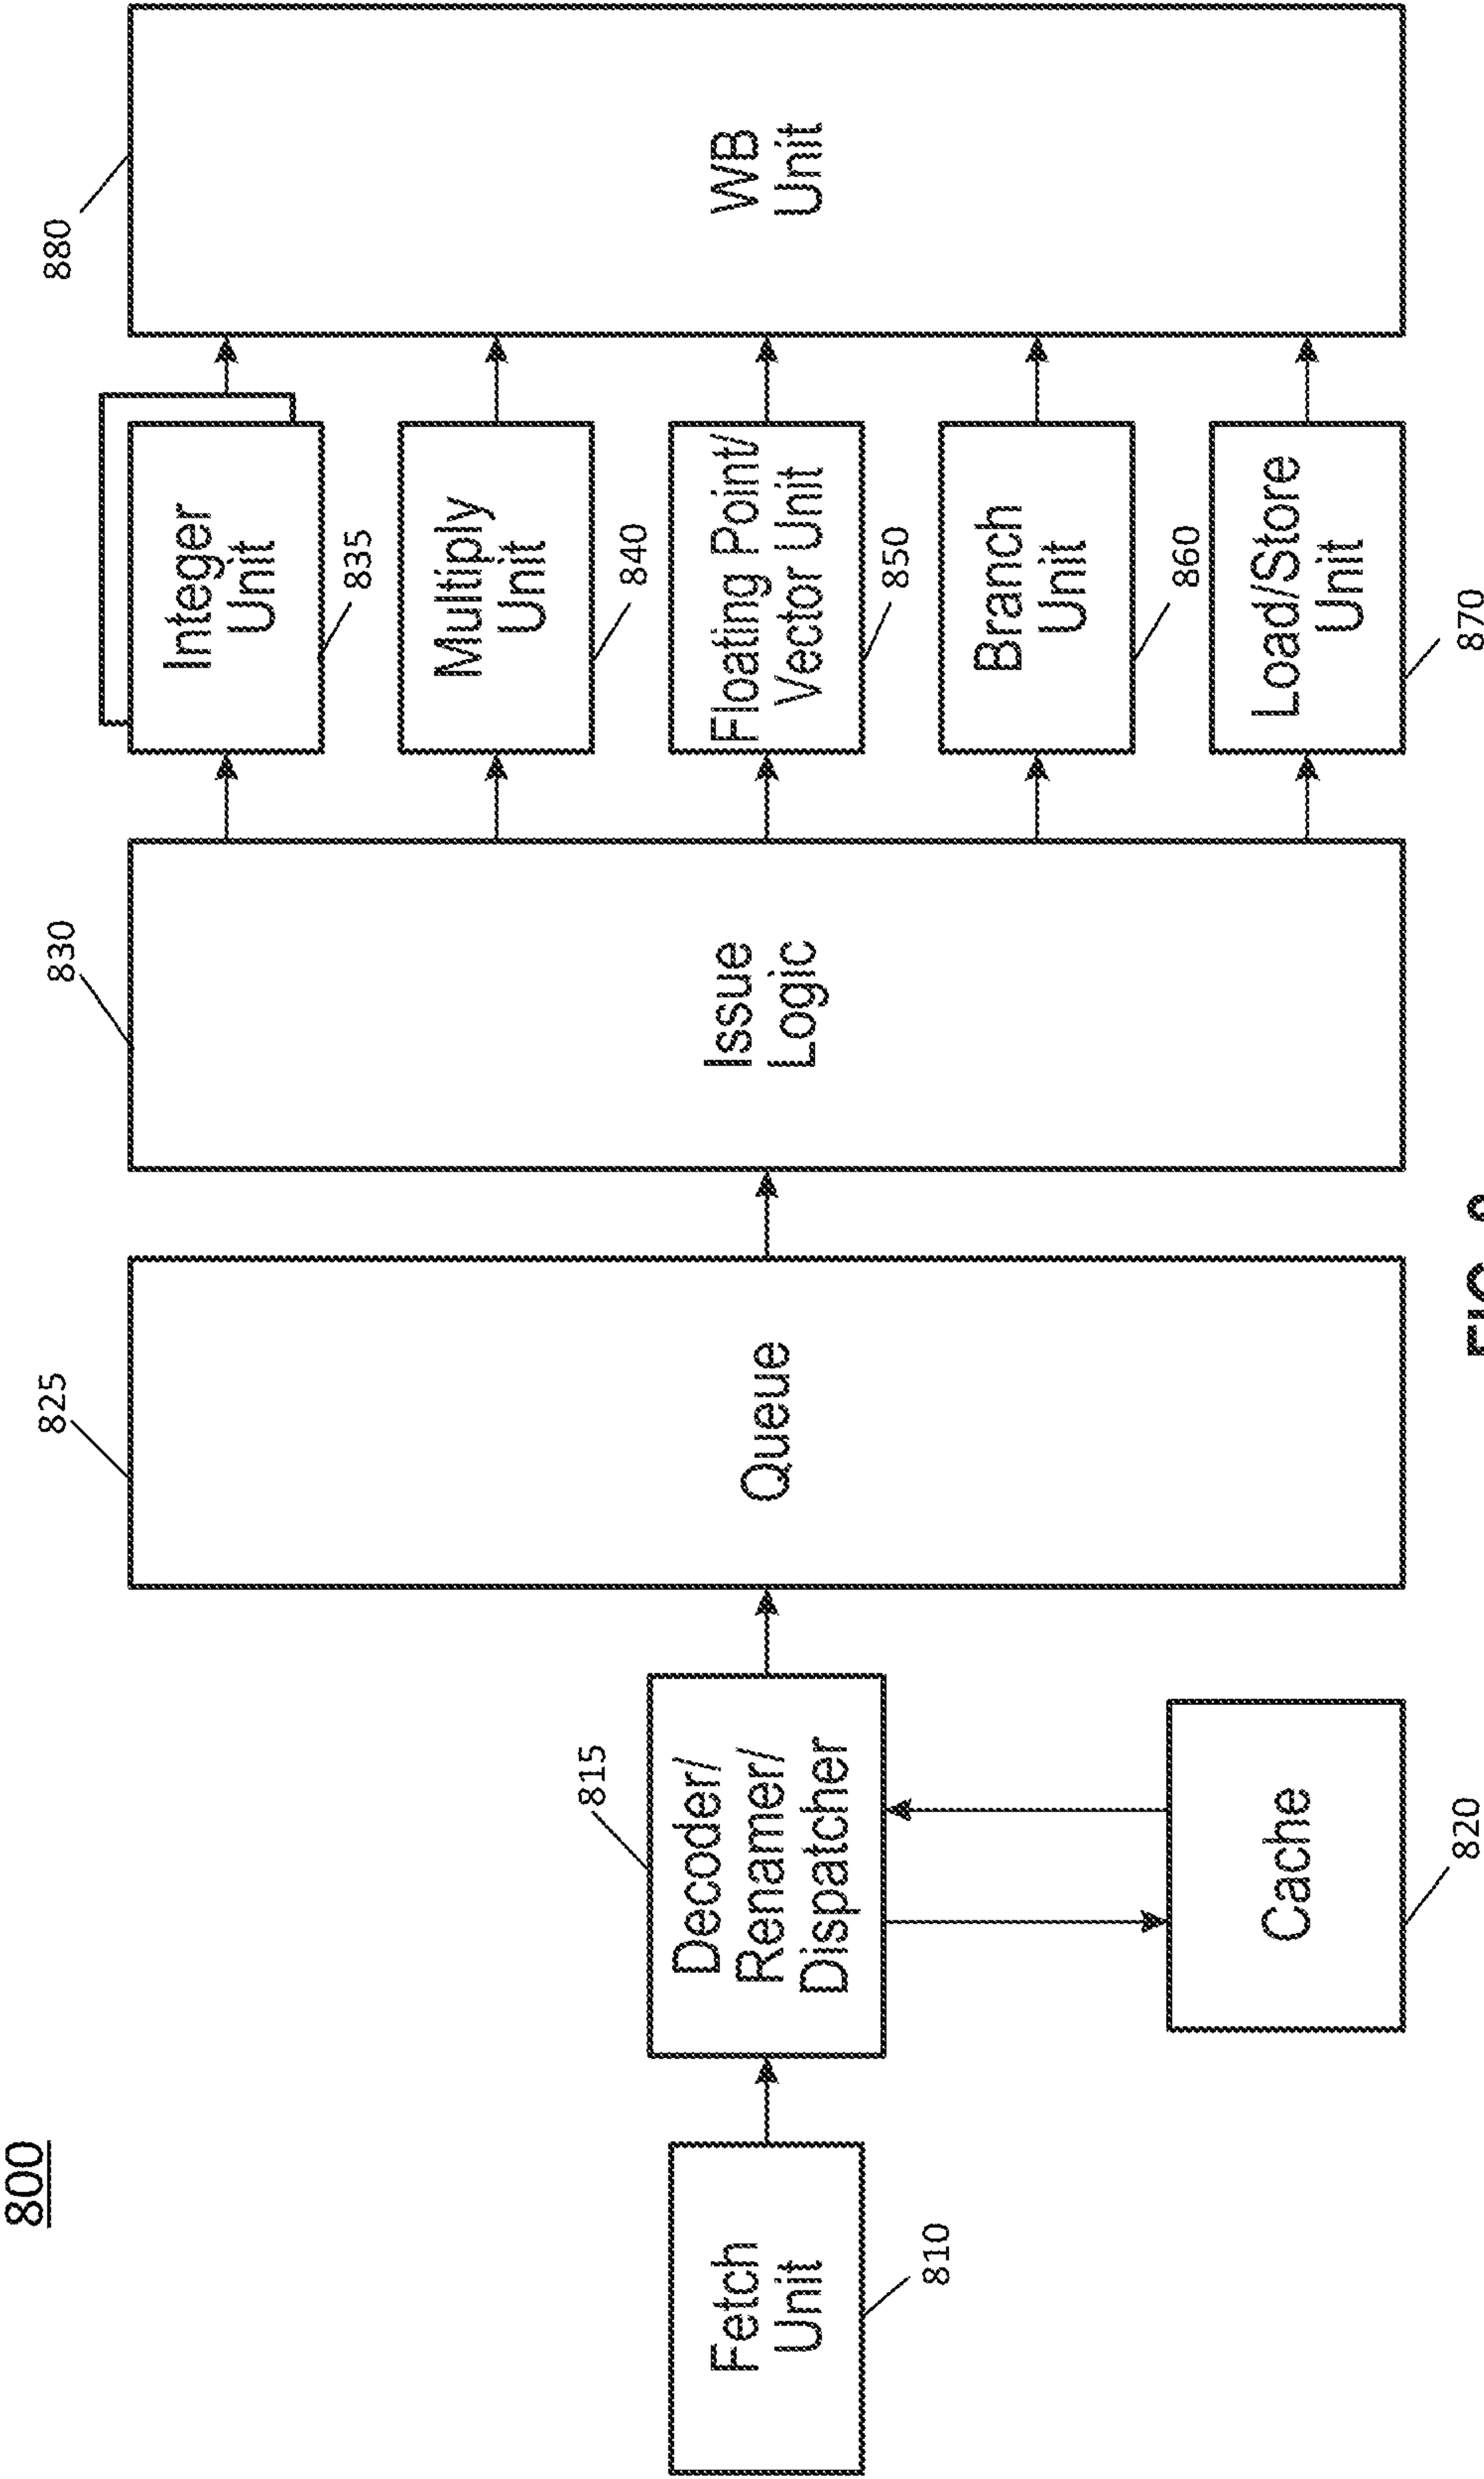 800
Fetch
Unit
810
Decoder/
Renamer/
Dispatcher
815
Cache
820
Queue
825
Issue
Logic
830
Integer
Unit
835
Multiply
Unit
840
Floating Point/
Vector Unit
850
Branch
Unit
860
Load/Store
Unit
870
WB
Unit
880